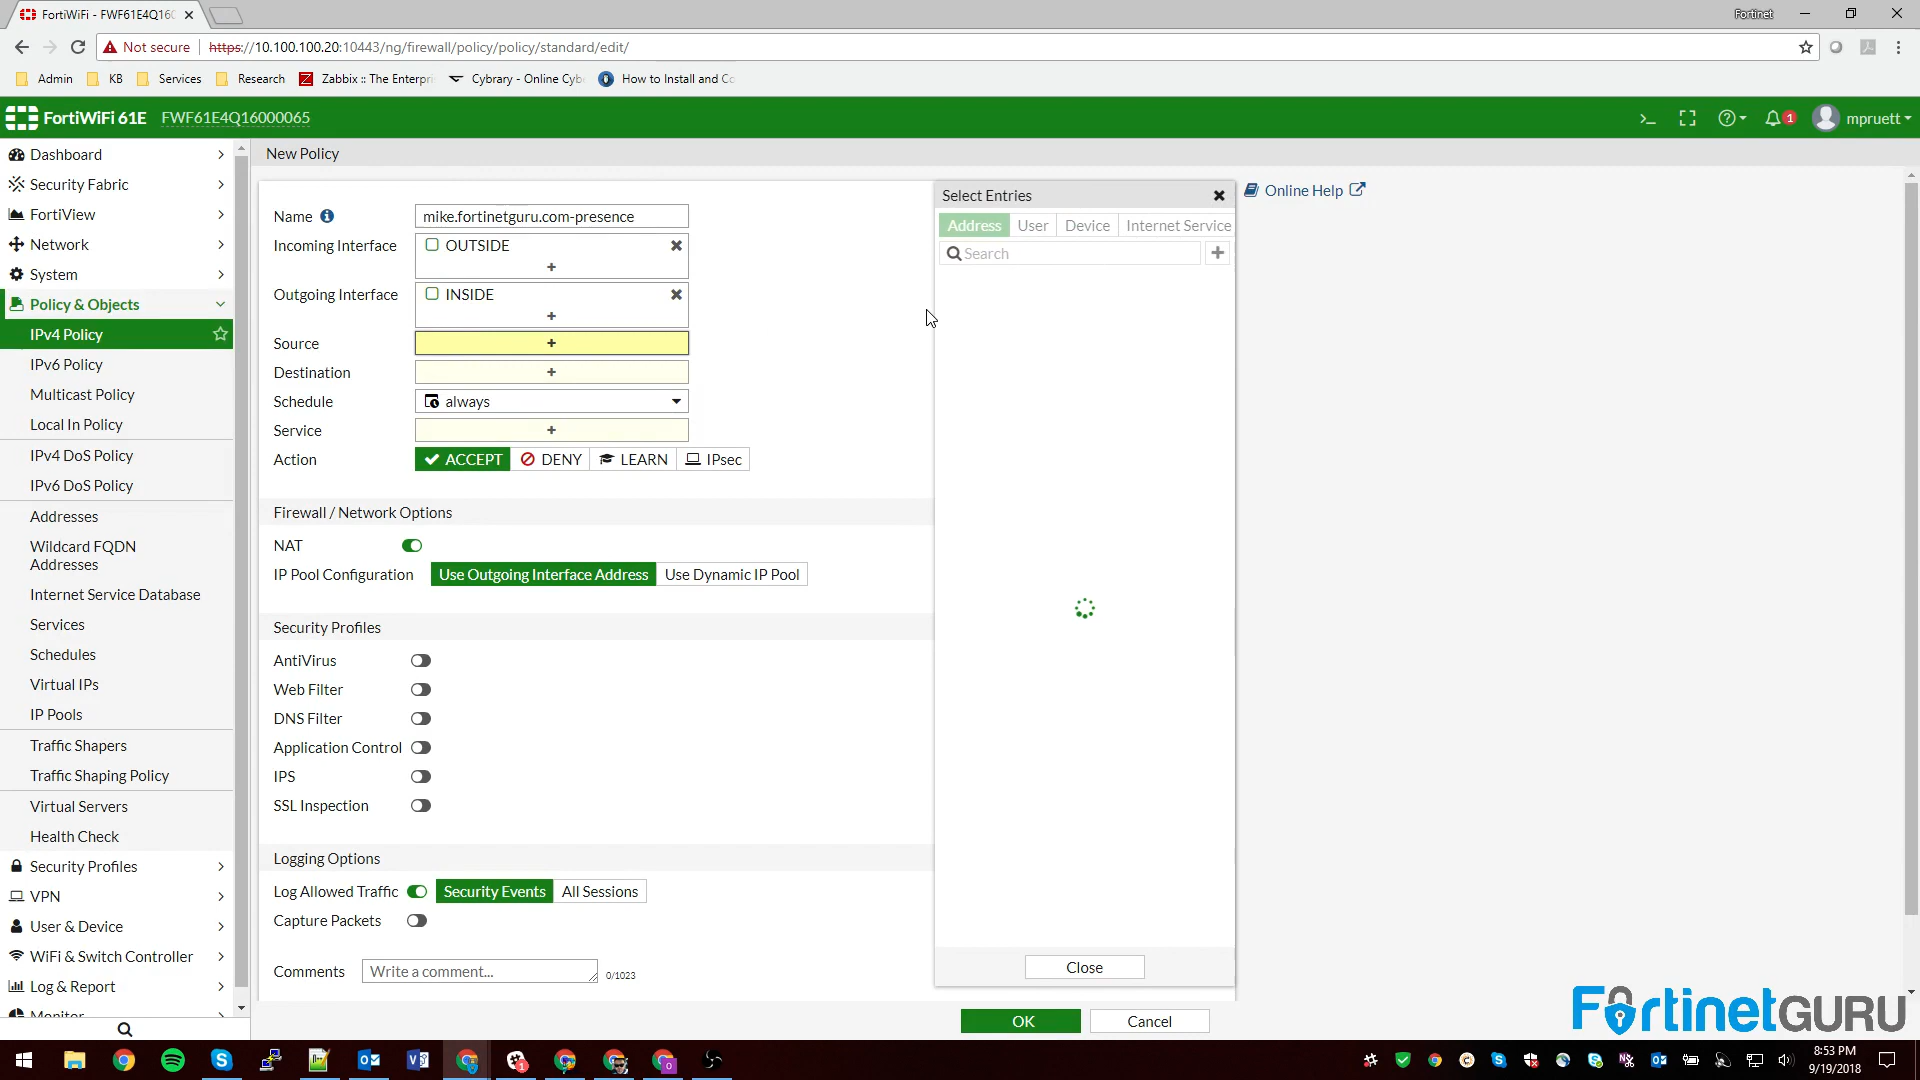 FortiWiFi - FWF61E4Q16
Fortinet
Not secure
https://10.100.100.20:10443/ng/firewall/policy/policy/standard/edit/
Admin
KB
Services
Research
Zabbix :: The Enterpri
Cybrary - Online Cyb
How to Install and Co
FortiWiFi 61E
FWF61E4Q16000065
>_
1
mpruett
Dashboard
Security Fabric
FortiView
Network
System
Policy & Objects
IPv4 Policy
IPv6 Policy
Multicast Policy
Local In Policy
IPv4 DoS Policy
IPv6 DoS Policy
Addresses
Wildcard FQDN
Addresses
Internet Service Database
Services
Schedules
Virtual IPs
IP Pools
Traffic Shapers
Traffic Shaping Policy
Virtual Servers
Health Check
Security Profiles
VPN
User & Device
WiFi & Switch Controller
Log & Report
Monitor
New Policy
Name
mike.fortinetguru.com-presence
Incoming Interface
OUTSIDE
+
Outgoing Interface
INSIDE
+
Source
+
Destination
+
Schedule
always
Service
+
Action
ACCEPT
DENY
LEARN
IPsec
Firewall / Network Options
NAT
IP Pool Configuration
Use Outgoing Interface Address
Use Dynamic IP Pool
Security Profiles
AntiVirus
Web Filter
DNS Filter
Application Control
IPS
SSL Inspection
Logging Options
Log Allowed Traffic
Security Events
All Sessions
Capture Packets
Comments
Write a comment...
0/1023
Select Entries
Address
User
Device
Internet Service
Search
+
Close
OK
Cancel
Online Help
FortinetGURU
8:53 PM
9/19/2018